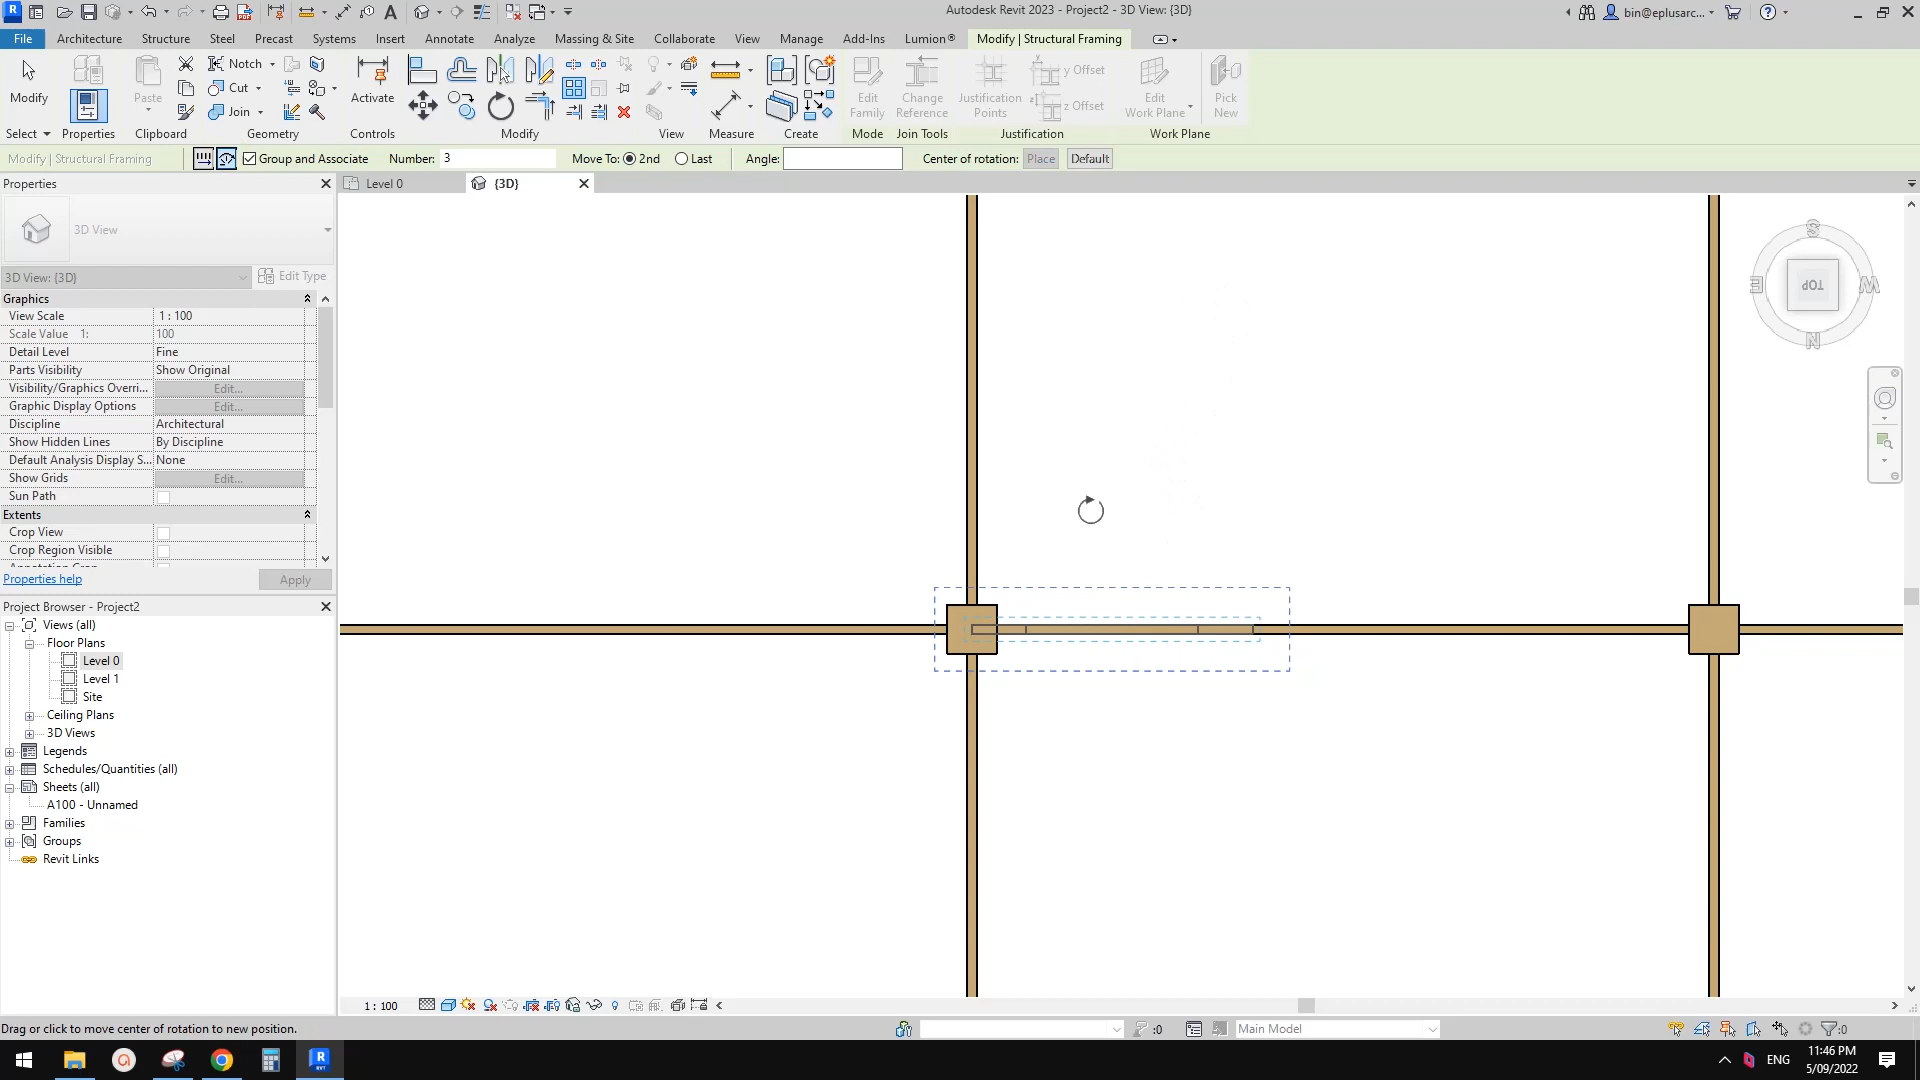 Autodesk Revit 2023 - Project2 - 3D View: {3D}
bin@eplusarc...
File Architecture Structure Steel Precast Systems Insert Annotate Analyze Massing & Site Collaborate View Manage Add-Ins Lumion® Modify | Structural Framing
Modify
Select
Properties
Paste
Clipboard
Notch
Cut
Join
Geometry
Activate
Controls
Modify
View
Measure
Create
Edit
Family
Mode
Change
Reference
Join Tools
Justification
Points
y Offset
z Offset
Justification
Edit
Work Plane
Pick
New
Work Plane
Modify | Structural Framing Group and Associate Number: 3 Move To: 2nd Last Angle: Center of rotation: Place Default
Properties
Level 0
{3D}
3D View
3D View: {3D} Edit Type
Graphics
View Scale 1 : 100
Scale Value 1: 100
Detail Level Fine
Parts Visibility Show Original
Visibility/Graphics Overri... Edit...
Graphic Display Options Edit...
Discipline Architectural
Show Hidden Lines By Discipline
Default Analysis Display S... None
Show Grids Edit...
Sun Path
Extents
Crop View
Crop Region Visible
Properties help Apply
Project Browser - Project2
Views (all)
Floor Plans
Level 0
Level 1
Site
Ceiling Plans
3D Views
Legends
Schedules/Quantities (all)
Sheets (all)
A100 - Unnamed
Families
Groups
Revit Links
S
E TOP W
N
1 : 100
Drag or click to move center of rotation to new position.
:0
Main Model
:0
ENG
11:46 PM
5/09/2022